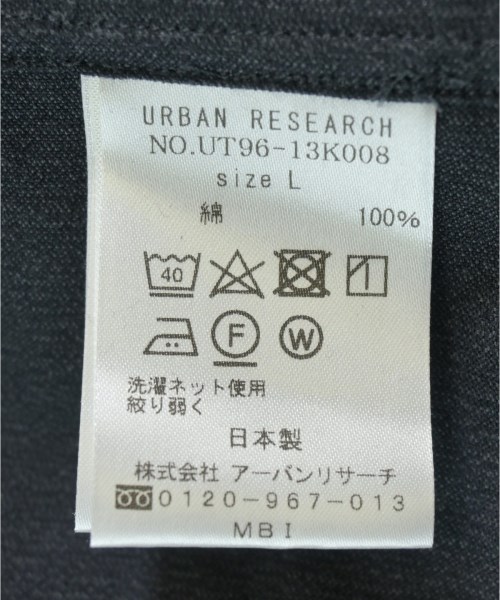 URBAN RESEARCH
NO.UT96-13K008
size L
綿 100%
40
F W
洗濯ネット使用
絞り弱く
日本製
株式会社 アーバンリサーチ
0120-967-013
MBI